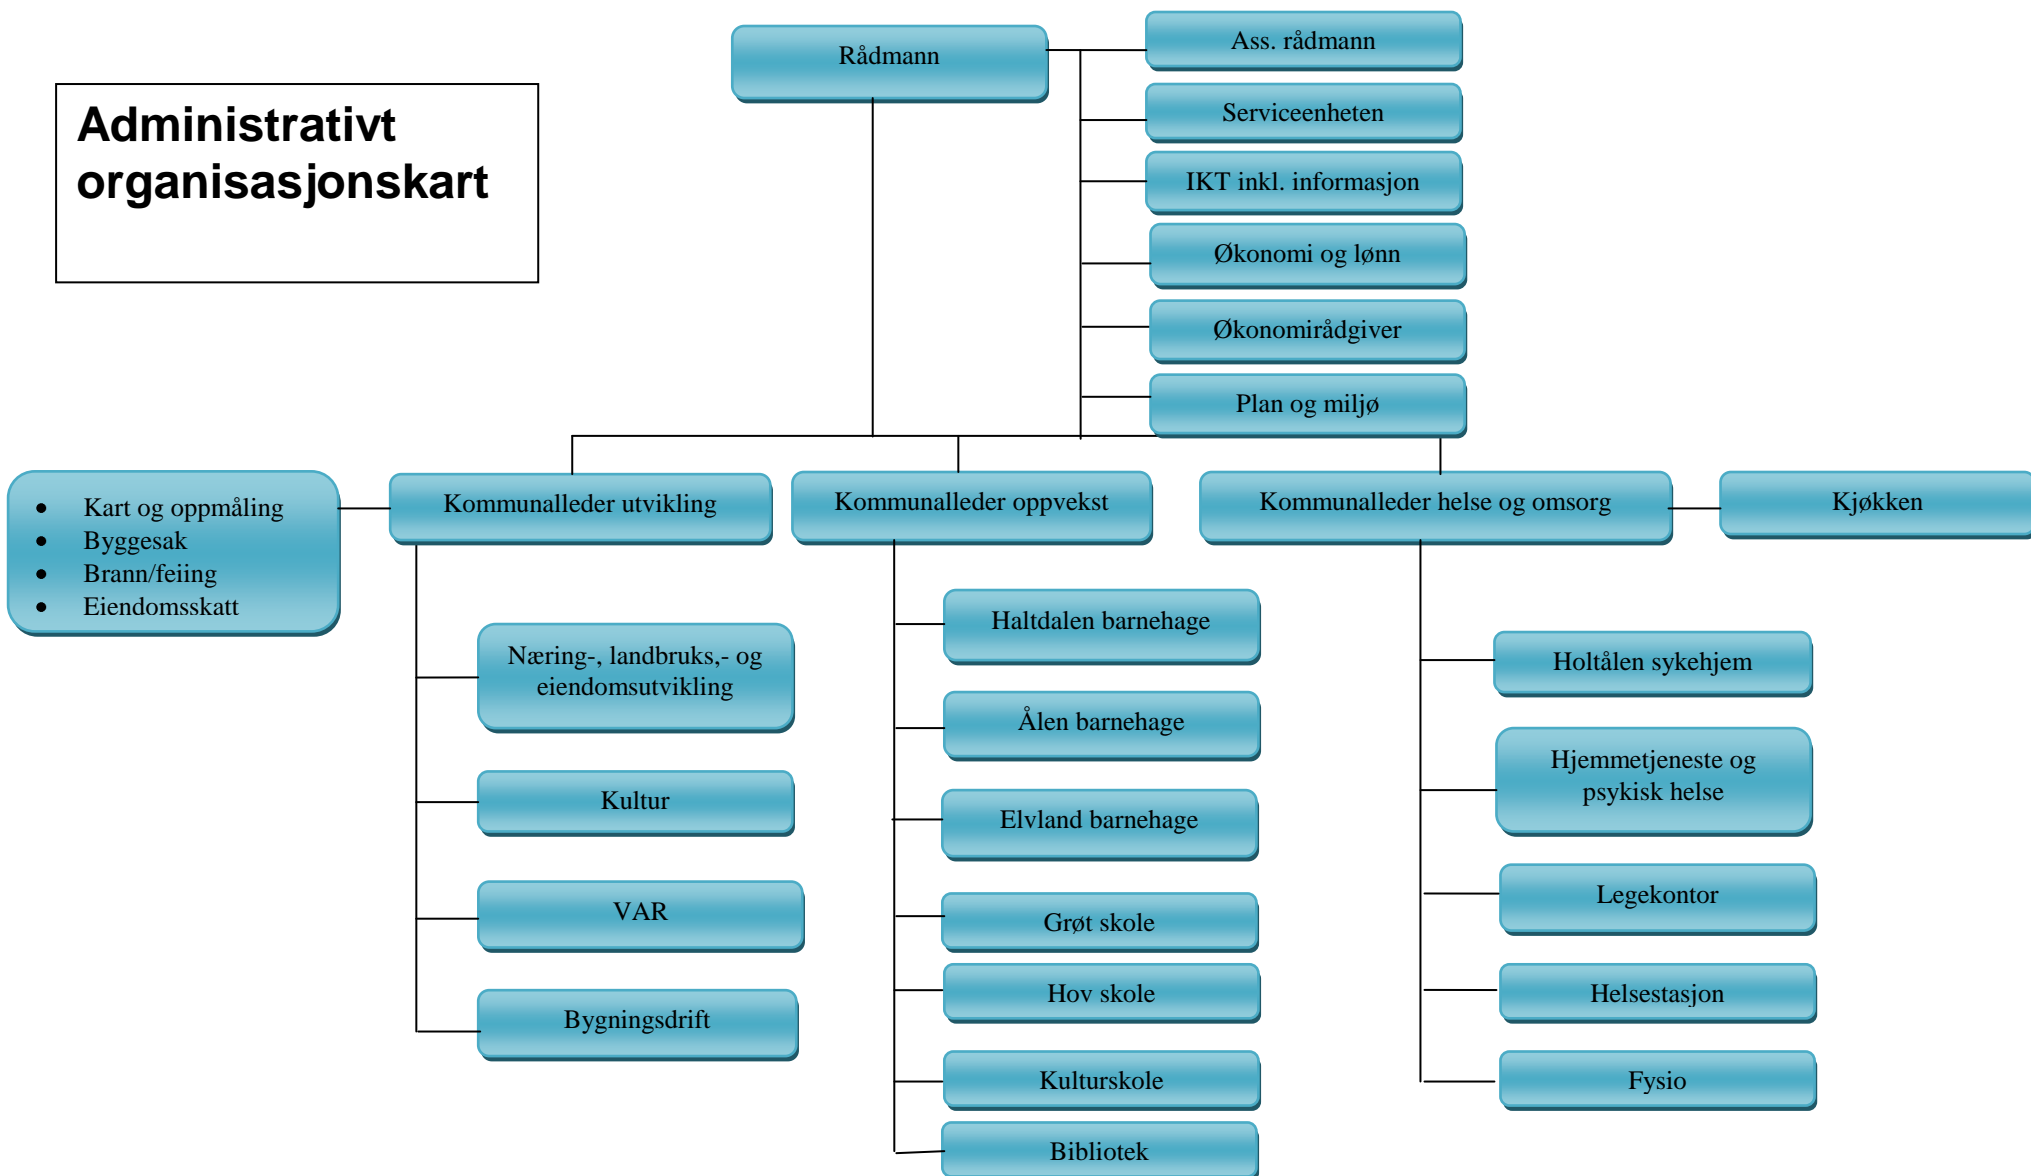 Administrativt
organisasjonskart
Rådmann
Ass. rådmann
Serviceenheten
IKT inkl. informasjon
Økonomi og lønn
Økonomirådgiver
Plan og miljø
• Kart og oppmåling
• Byggesak
• Brann/feiing
• Eiendomsskatt
Kommunalleder utvikling
Kommunalleder oppvekst
Kommunalleder helse og omsorg
Kjøkken
Næring-, landbruks,- og
eiendomsutvikling
Kultur
VAR
Bygningsdrift
Haltdalen barnehage
Ålen barnehage
Elvland barnehage
Grøt skole
Hov skole
Kulturskole
Bibliotek
Holtålen sykehjem
Hjemmetjeneste og
psykisk helse
Legekontor
Helsestasjon
Fysio